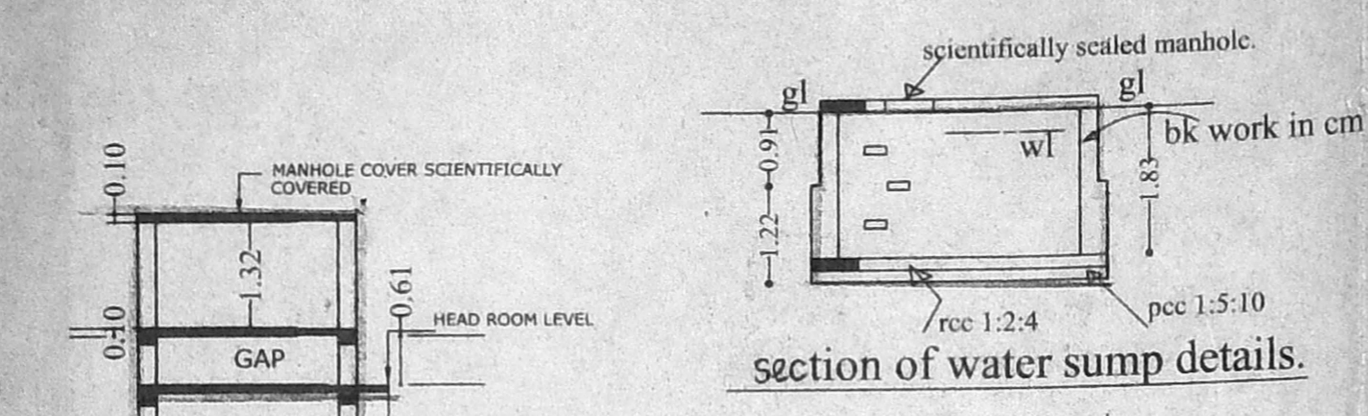 0.10
MANHOLE COVER SCIENTIFICALLY
COVERED
1.32
0.10
GAP
0.61
HEAD ROOM LEVEL
scientifically sealed manhole.
gl
gl
0.91
wl
bk work in cm
1.83
1.22
rcc 1:2:4
pcc 1:5:10
section of water sump details.